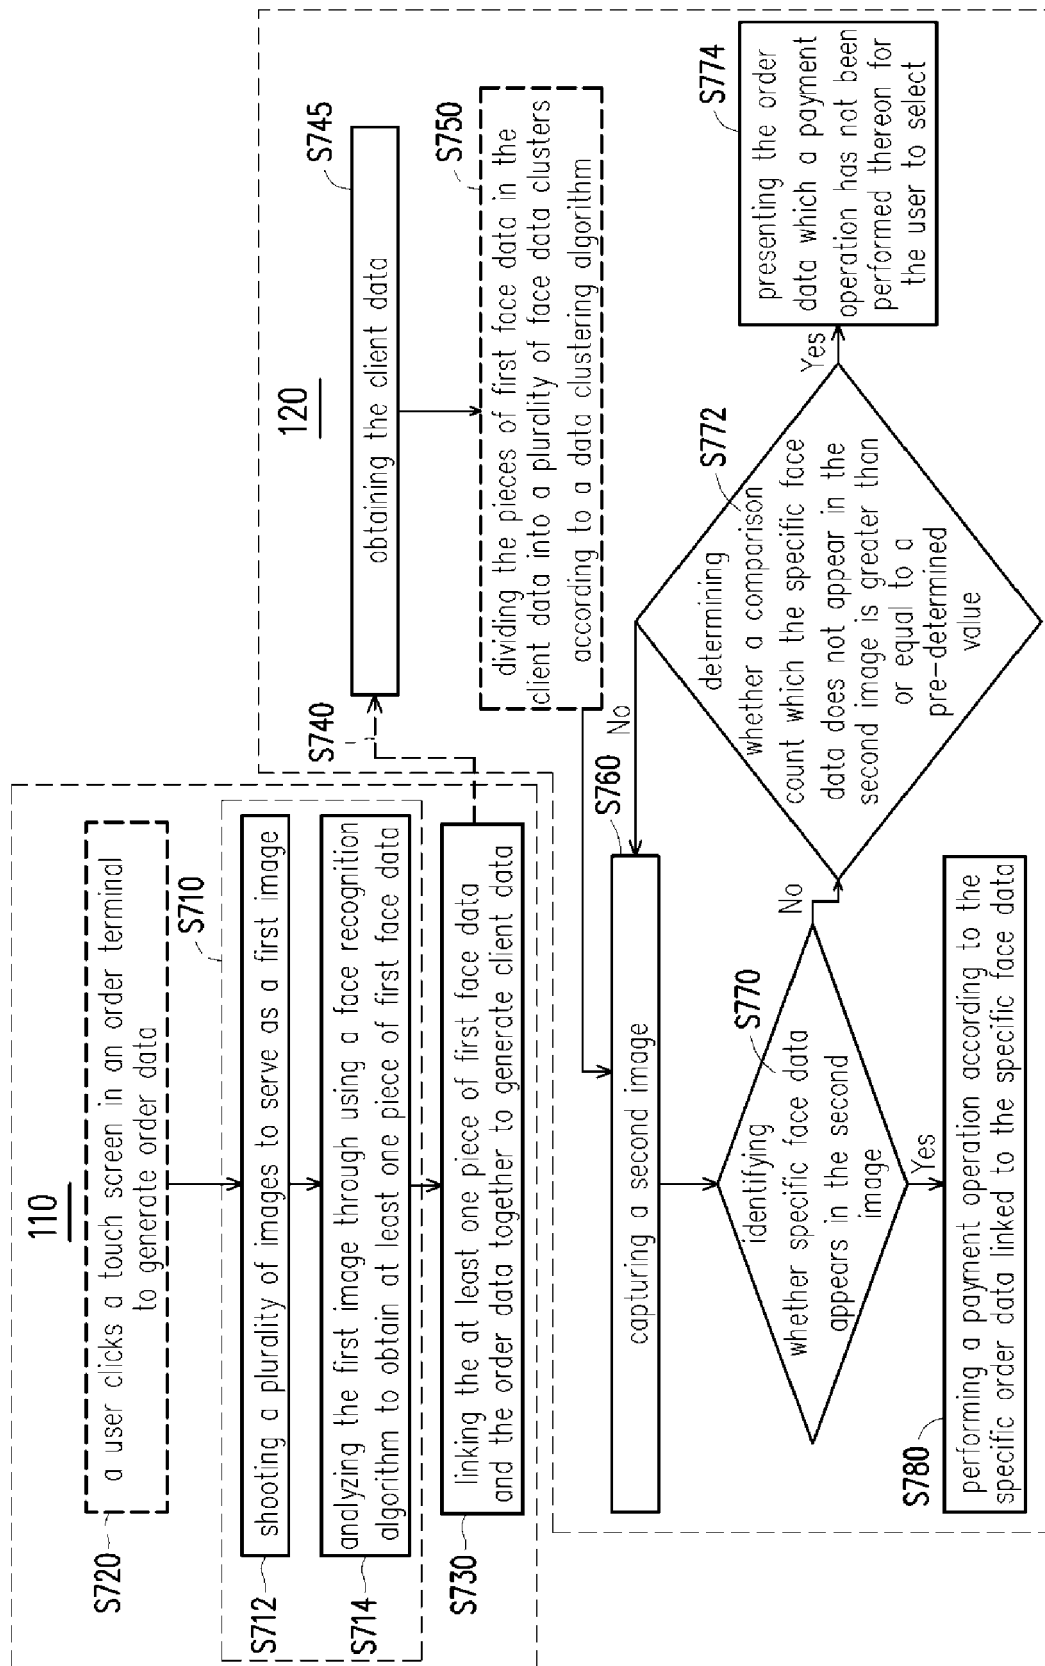 110
S720
a user clicks a touch screen in an order terminal
to generate order data
S710
S712
shooting a plurality of images to serve as a first image
S714
analyzing the first image through using a face recognition
algorithm to obtain at least one piece of first face data
S730
linking the at least one piece of first face data
and the order data together to generate client data
S740
120
S745
obtaining the client data
S750
dividing the pieces of first face data in the
client data into a plurality of face data clusters
according to a data clustering algorithm
S760
capturing a second image
S770
identifying
whether specific face data
appears in the second
image
Yes
No
S780
performing a payment operation according to the
specific order data linked to the specific face data
S772
determining
whether a comparison
count which the specific face
data does not appear in the
second image is greater than
or equal to a
pre-determined
value
No
Yes
S774
presenting the order
data which a payment
operation has not been
performed thereon for
the user to select